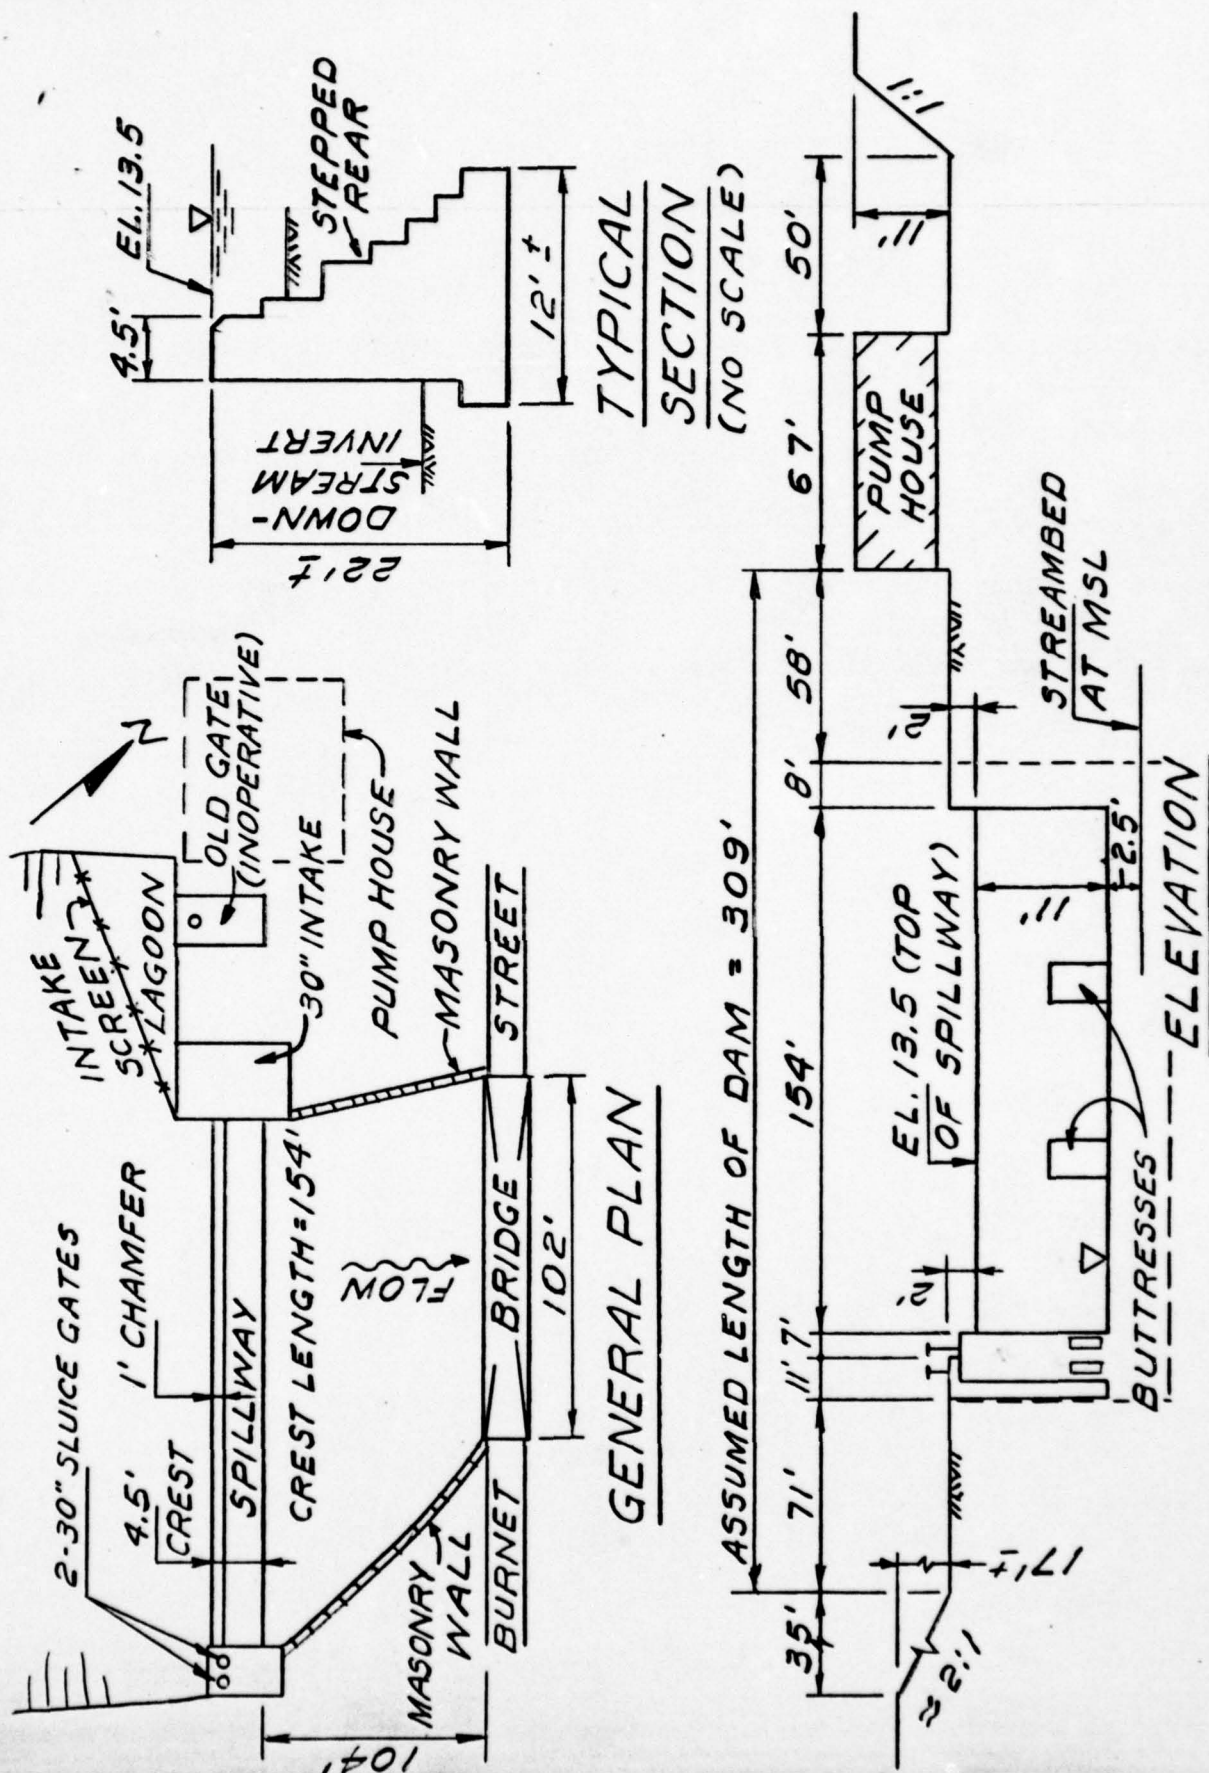 2-30" SLUICE GATES
1' CHAMFER
4.5'
CREST
SPILLWAY
CREST LENGTH=154'
FLOW
MASONRY
WALL
104'
BURNET
BRIDGE
STREET
102'
INTAKE
SCREEN
LAGOON
OLD GATE
(INOPERATIVE)
30" INTAKE
PUMP HOUSE
MASONRY WALL
N
GENERAL PLAN
4.5'
EL. 13.5
STEPPED
REAR
DOWN-
STREAM
INVERT
22'±
12'±
TYPICAL
SECTION
(NO SCALE)
ASSUMED LENGTH OF DAM = 309'
35'
71'
11'
7'
154'
8'
58'
67'
50'
≈ 2:1
17'±
2'
EL. 13.5 (TOP
OF SPILLWAY)
11'
2'
PUMP
HOUSE
11'
1:1
2.5'
STREAMBED
AT MSL
BUTTRESSES
ELEVATION